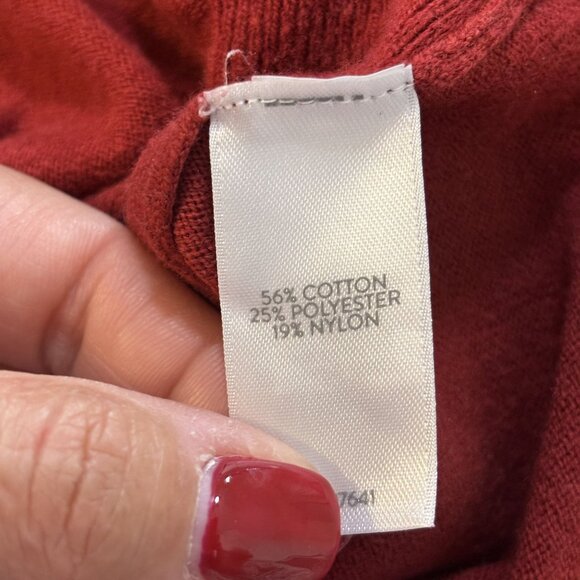 56% COTTON
25% POLYESTER
19% NYLON
7641